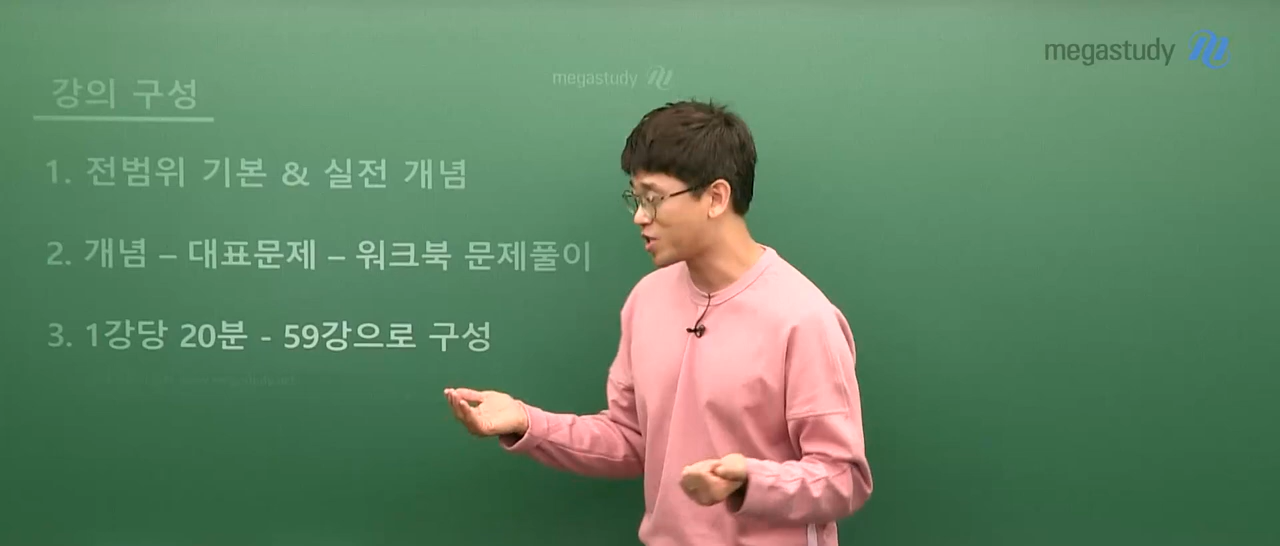 megastudy
megastudy
강의 구성
1. 전범위 기본 & 실전 개념
2. 개념 – 대표문제 – 워크북 문제풀이
3. 1강당 20분 - 59강으로 구성